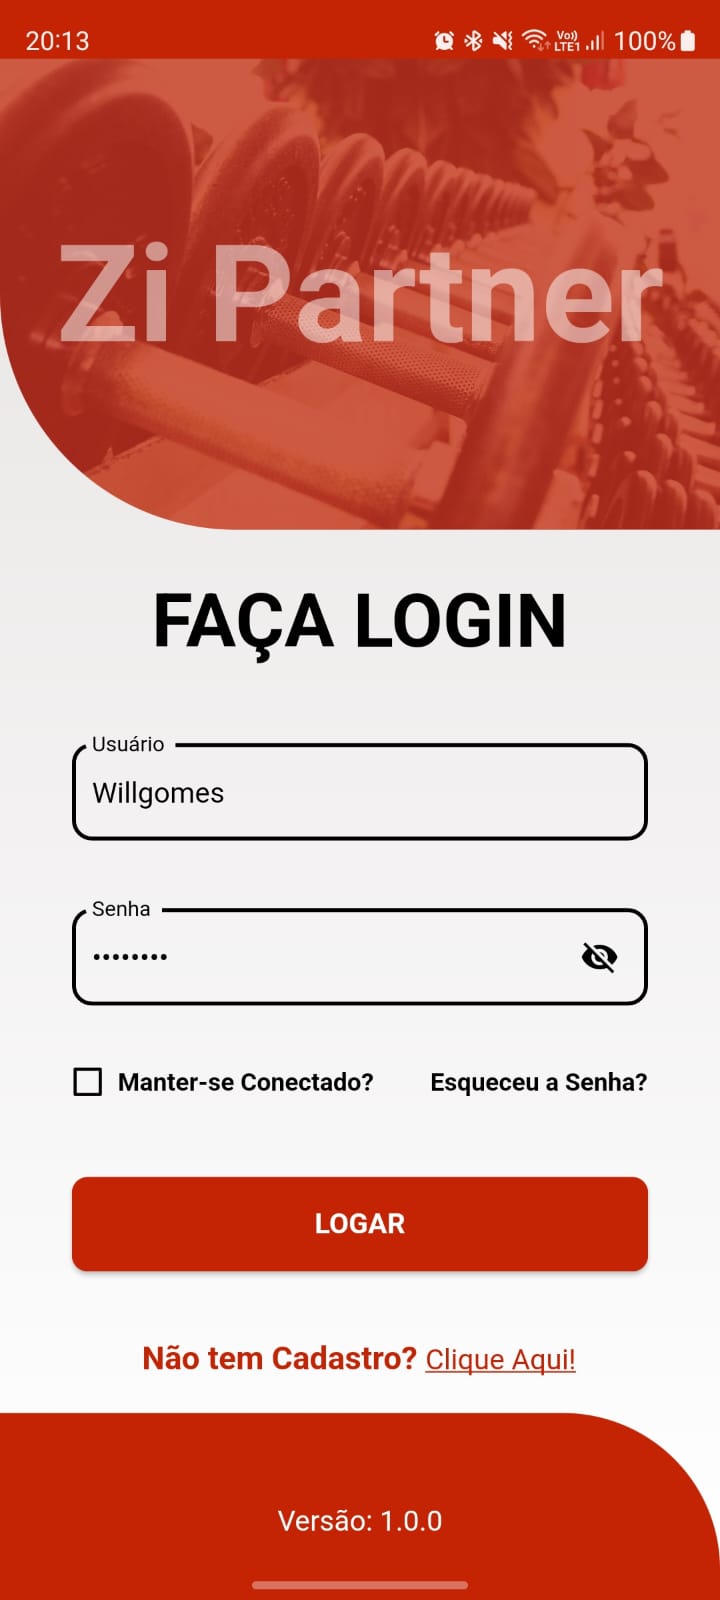 20:13 Vo)) LTE1 100%
Zi Partner
FAÇA LOGIN
Usuário
Willgomes
Senha
••••••••
Manter-se Conectado? Esqueceu a Senha?
LOGAR
Não tem Cadastro? Clique Aqui!
Versão: 1.0.0